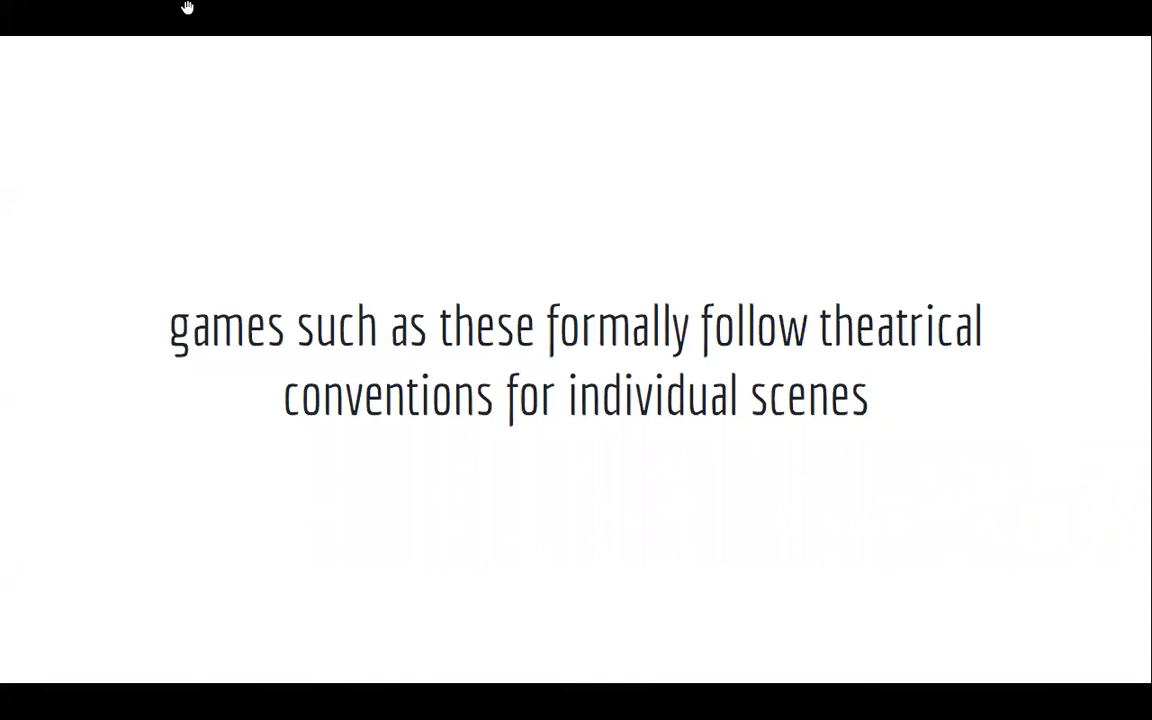 games such as these formally follow theatrical
conventions for individual scenes